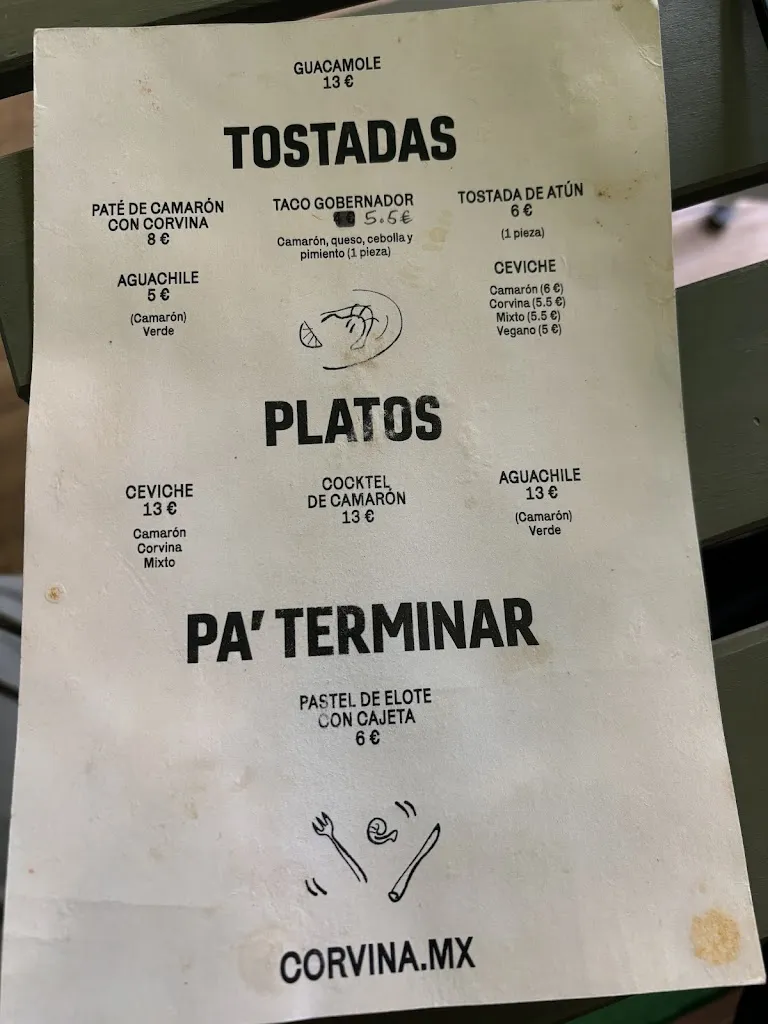 GUACAMOLE
13 €
TOSTADAS
PATÉ DE CAMARÓN
CON CORVINA
8 €
AGUACHILE
5 €
(Camarón)
Verde
TACO GOBERNADOR
5.5€
Camarón, queso, cebolla y
pimiento (1 pieza)
TOSTADA DE ATÚN
6 €
(1 pieza)
CEVICHE
Camarón (6 €)
Corvina (5.5 €)
Mixto (5.5 €)
Vegano (5 €)
PLATOS
CEVICHE
13 €
Camarón
Corvina
Mixto
COCKTEL
DE CAMARÓN
13 €
AGUACHILE
13 €
(Camarón)
Verde
PA' TERMINAR
PASTEL DE ELOTE
CON CAJETA
6 €
CORVINA.MX